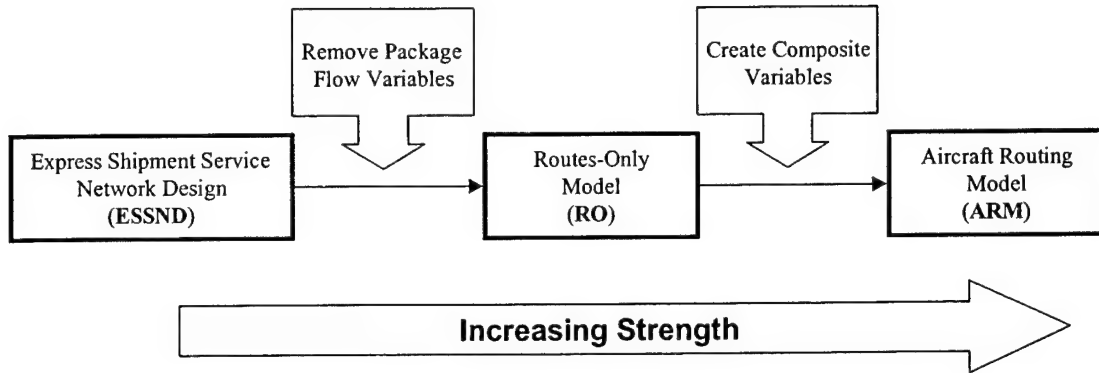 Remove Package
Flow Variables
Create Composite
Variables
Express Shipment Service
Network Design
(ESSND)
Routes-Only
Model
(RO)
Aircraft Routing
Model
(ARM)
Increasing Strength